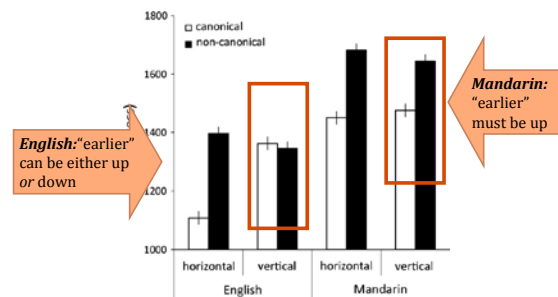 1800
canonical
non-canonical
1600
1400
1200
1000
English:“earlier”
can be either up
or down
Mandarin:
“earlier”
must be up
horizontal vertical horizontal vertical
English Mandarin